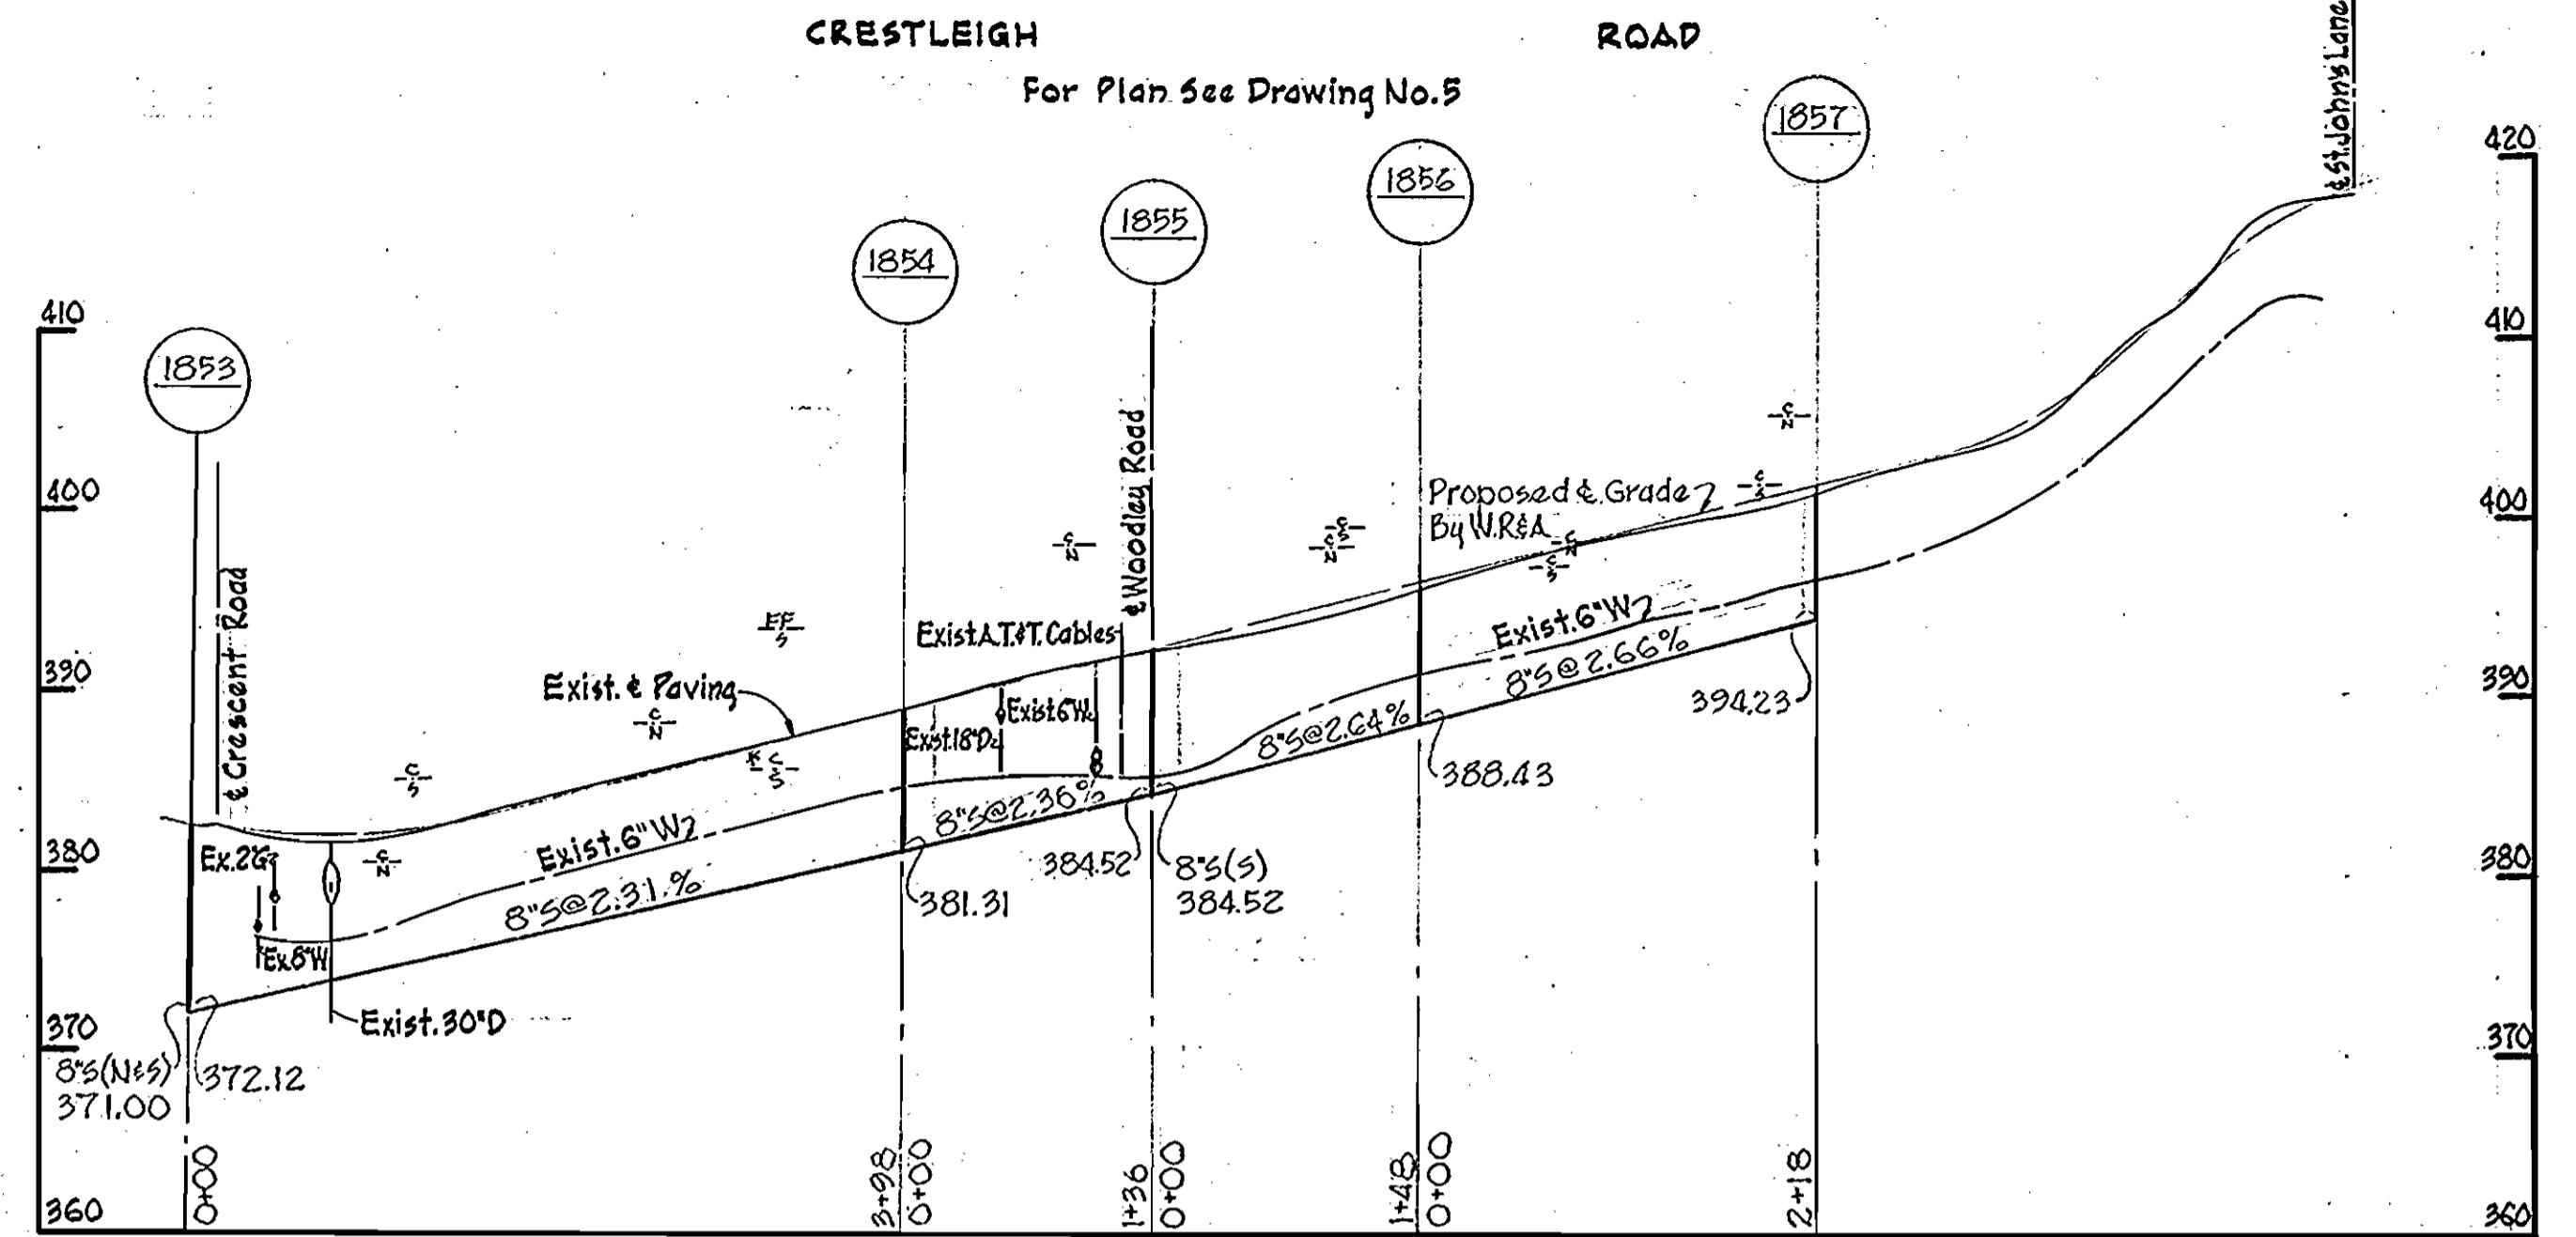 CRESTLEIGH ROAD
For Plan See Drawing No.5
℄ St. John's Lane
1857
420
1856
1855
1854
410
410
1853
℄ Woodley Road
400
Proposed ℄ Grade
400
By W.R&A.
℄ Crescent Road
Exist. 6"W
Exist A.T.&T. Cables
8"S@2.66%
390
Exist. ℄ Paving
390
Exist 6"W
394.23
Exist. 18"D
8"S@2.64%
388.43
8"S@2.36%
380
Exist. 6"W
380
Ex. 2"G
384.52
8"S(S)
384.52
8"S@2.31.%
381.31
Ex. 8"W
370
Exist. 30"D
370
8"S(N&S)
371.00
372.12
0+00
3+98
0+00
1+36
0+00
1+48
0+00
2+18
360
360